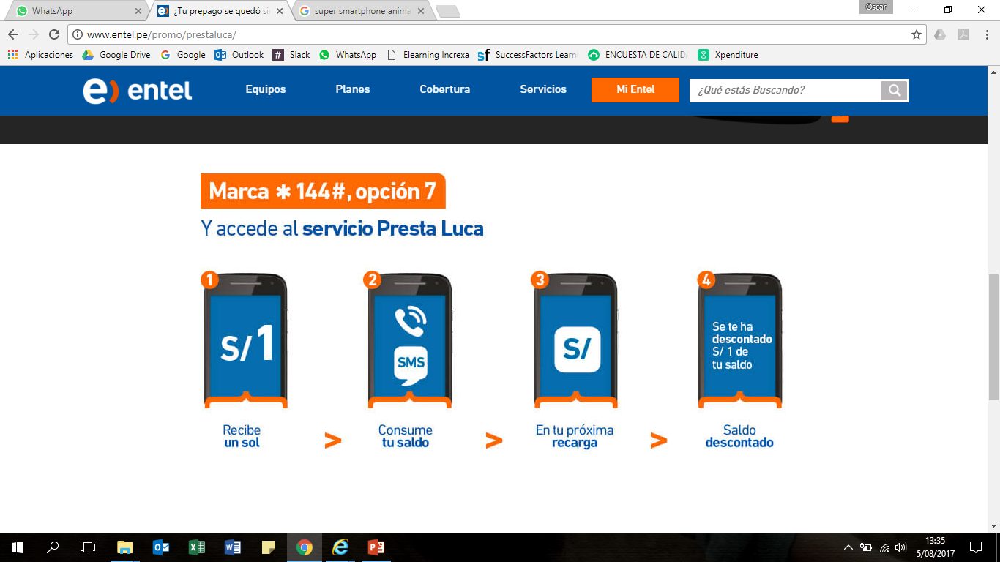 WhatsApp
¿Tu prepago se quedó si
super smartphone anima
Oscar
www.entel.pe/promo/prestaluca/
Aplicaciones
Google Drive
Google
Outlook
Slack
WhatsApp
Elearning Increxa
SuccessFactors Learn
ENCUESTA DE CALID
Xpenditure
e) entel
Equipos
Planes
Cobertura
Servicios
Mi Entel
¿Qué estás Buscando?
Marca * 144#, opción 7
Y accede al servicio Presta Luca
1
S/ 1
Recibe
un sol
>
2
SMS
Consume
tu saldo
>
3
S/
En tu próxima
recarga
>
4
Se te ha
descontado
S/ 1 de
tu saldo
Saldo
descontado
13:35
5/08/2017